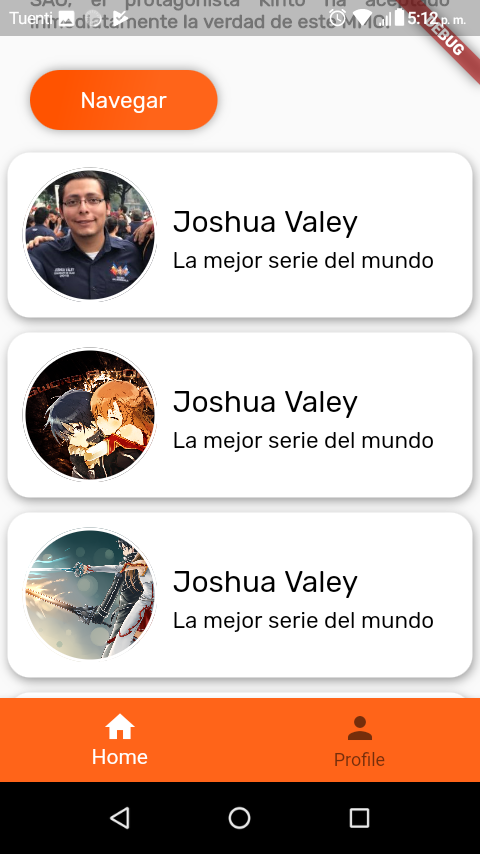 SAO, el protagonista Kirito ha aceptado
Tuenti 5:12 p. m.
inmediatamente la verdad de este MMO
DEBUG
Navegar
Joshua Valey
La mejor serie del mundo
Joshua Valey
La mejor serie del mundo
Joshua Valey
La mejor serie del mundo
Home
Profile